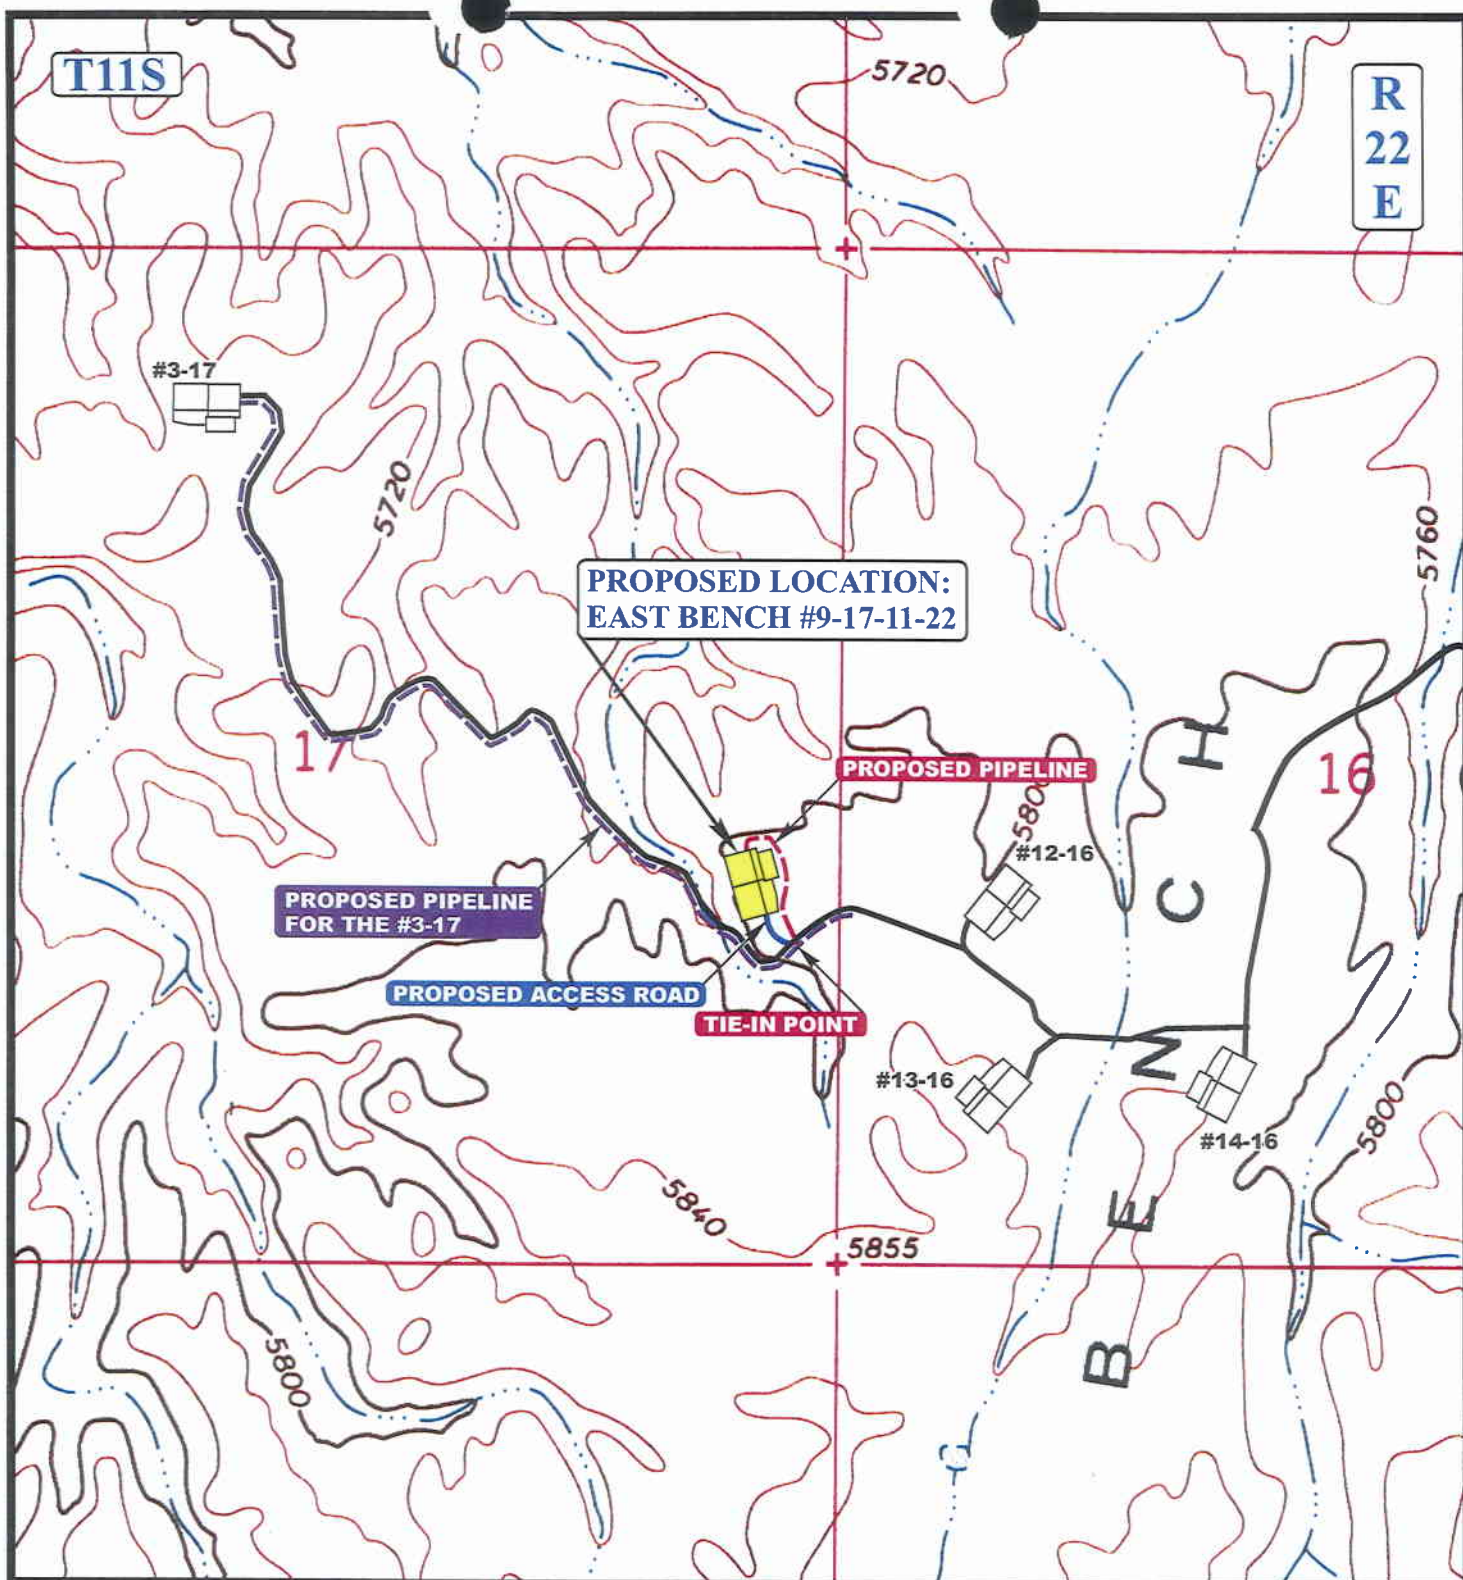 T11S
R
22
E
5720
#3-17
5720
5760
PROPOSED LOCATION:
EAST BENCH #9-17-11-22
17
16
PROPOSED PIPELINE
5800
#12-16
PROPOSED PIPELINE
FOR THE #3-17
PROPOSED ACCESS ROAD
TIE-IN POINT
#13-16
#14-16
5800
5840
5855
5800
B E N C H